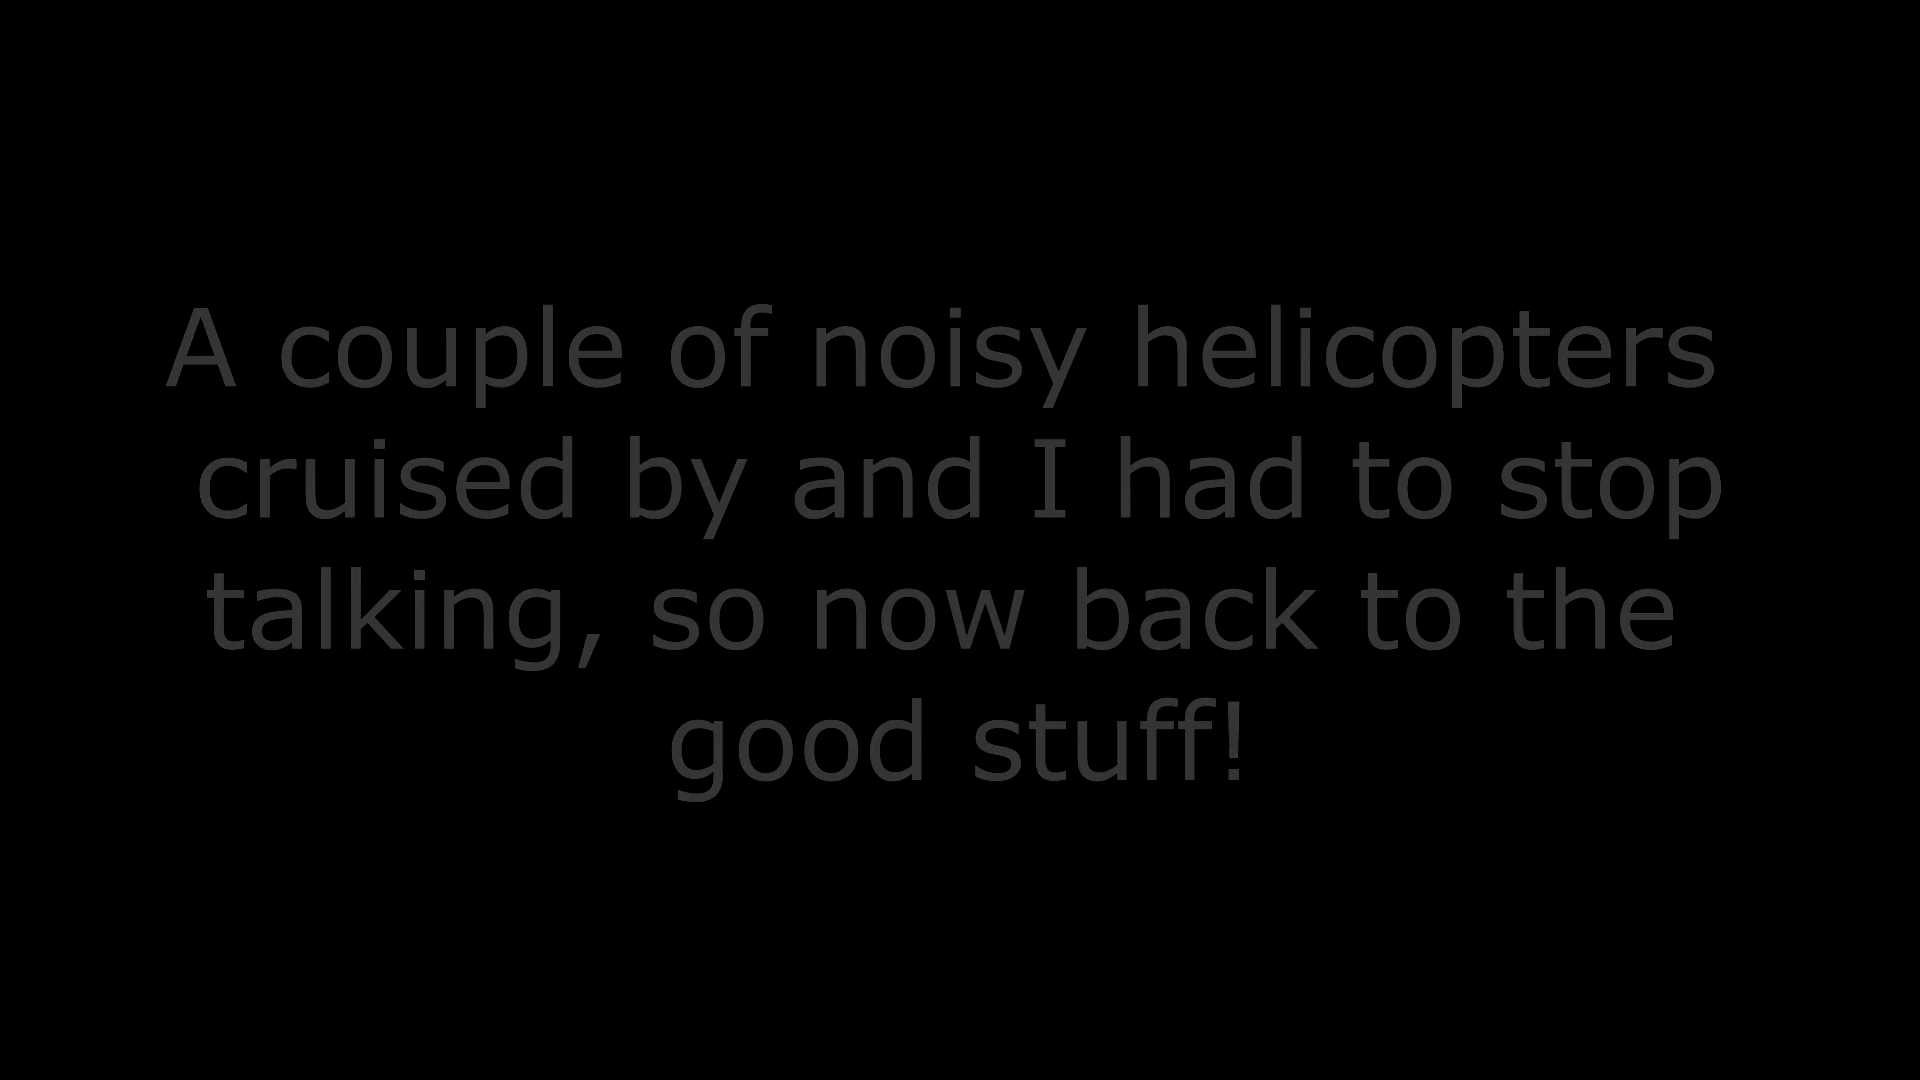 A couple of noisy helicopters
cruised by and I had to stop
talking, so now back to the
good stuff!